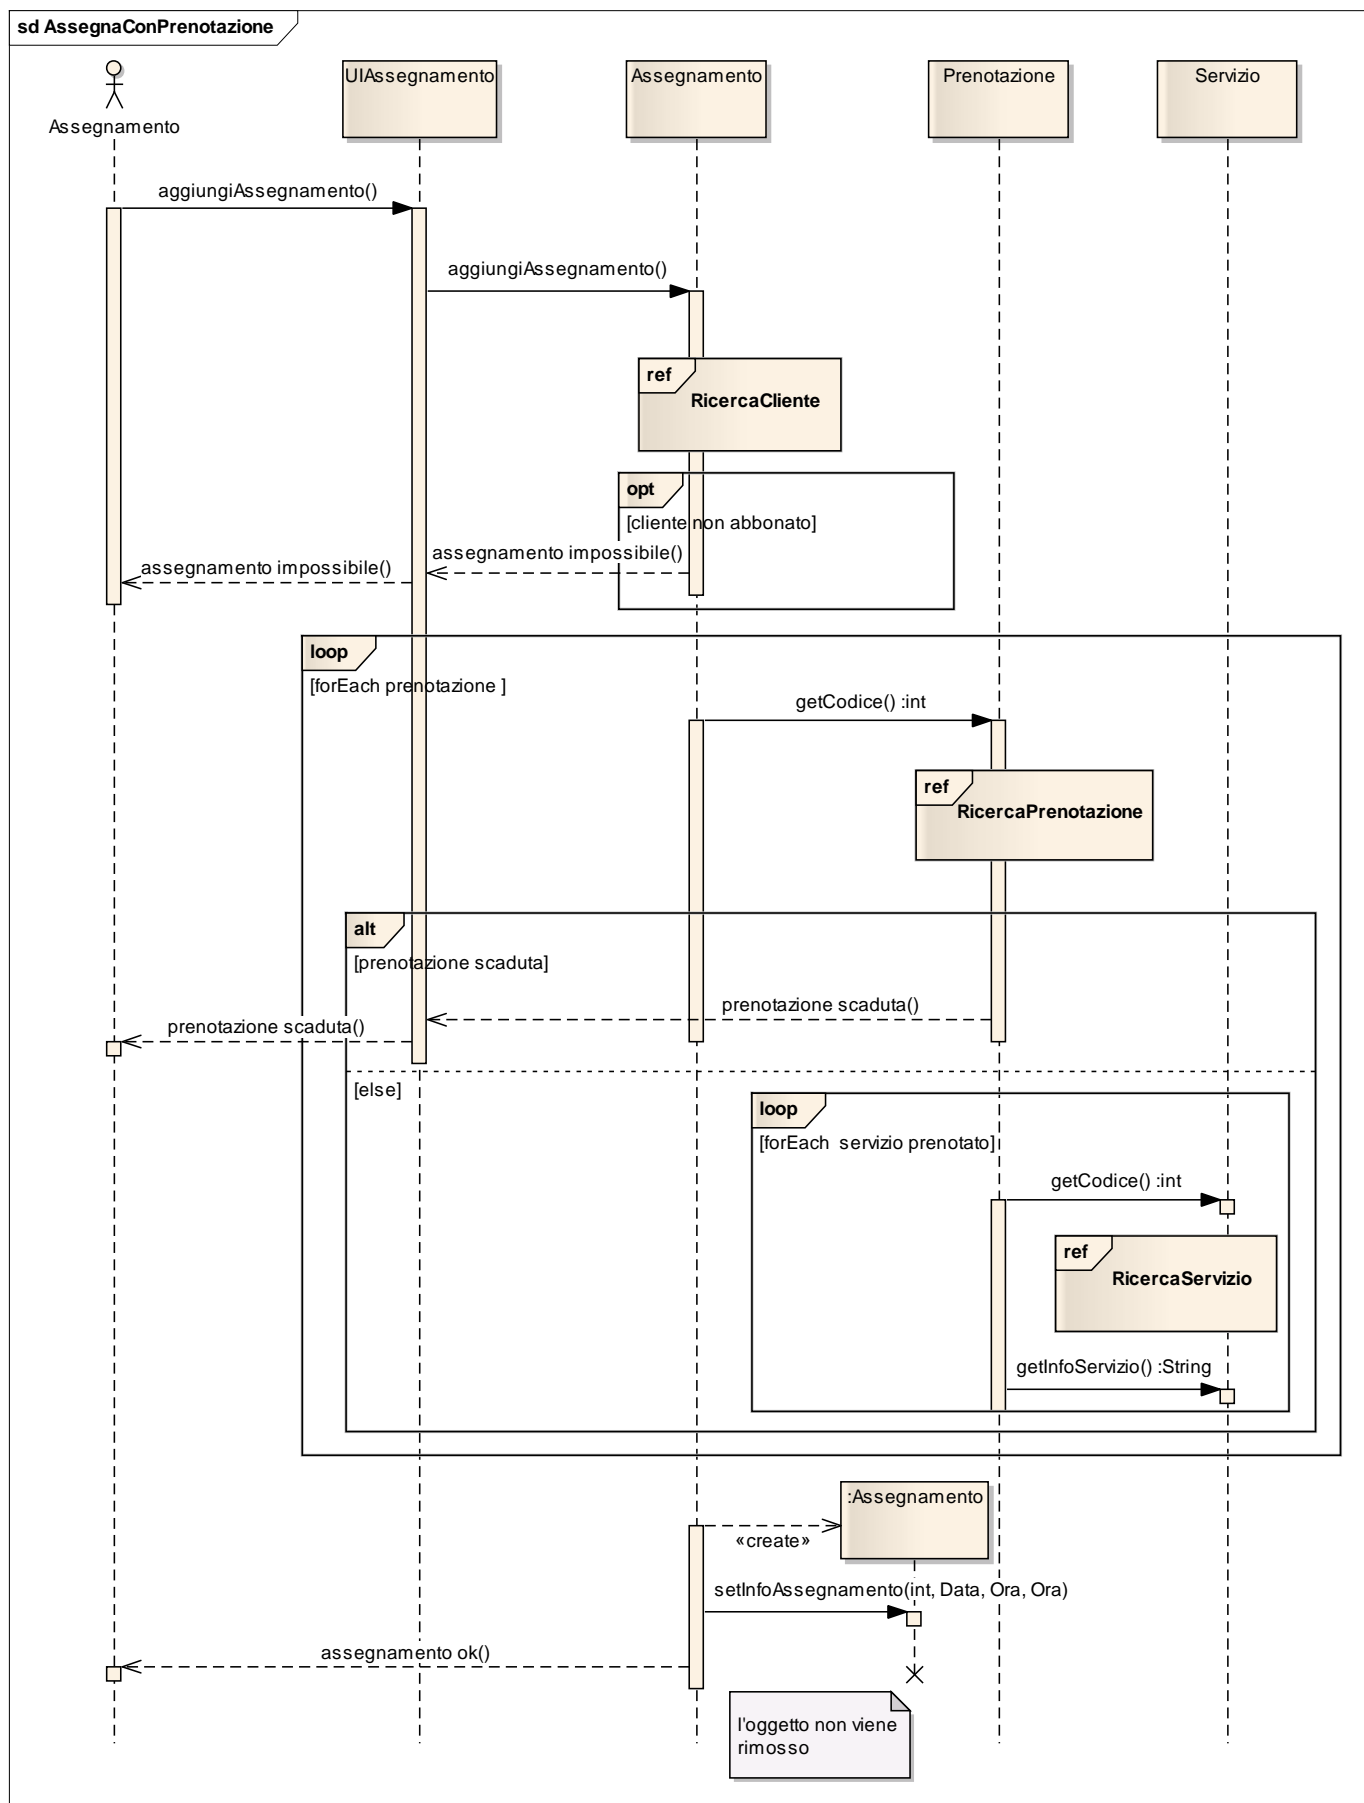 sd AssegnaConPrenotazione
Assegnamento
UIAssegnamento
Assegnamento
Prenotazione
Servizio
aggiungiAssegnamento()
aggiungiAssegnamento()
ref
RicercaCliente
opt
[cliente non abbonato]
assegnamento impossibile()
assegnamento impossibile()
loop
[forEach prenotazione ]
getCodice() :int
ref
RicercaPrenotazione
alt
[prenotazione scaduta]
prenotazione scaduta()
prenotazione scaduta()
[else]
loop
[forEach  servizio prenotato]
getCodice() :int
ref
RicercaServizio
getInfoServizio() :String
:Assegnamento
«create»
setInfoAssegnamento(int, Data, Ora, Ora)
assegnamento ok()
l'oggetto non viene
rimosso